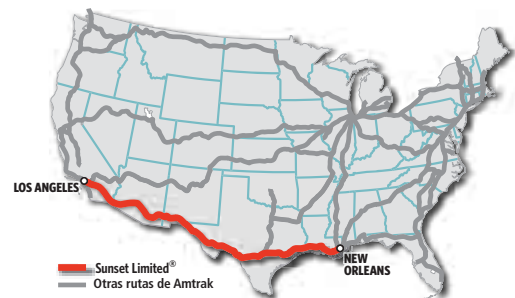 LOS ANGELES
NEW
ORLEANS
Sunset Limited®
Otras rutas de Amtrak